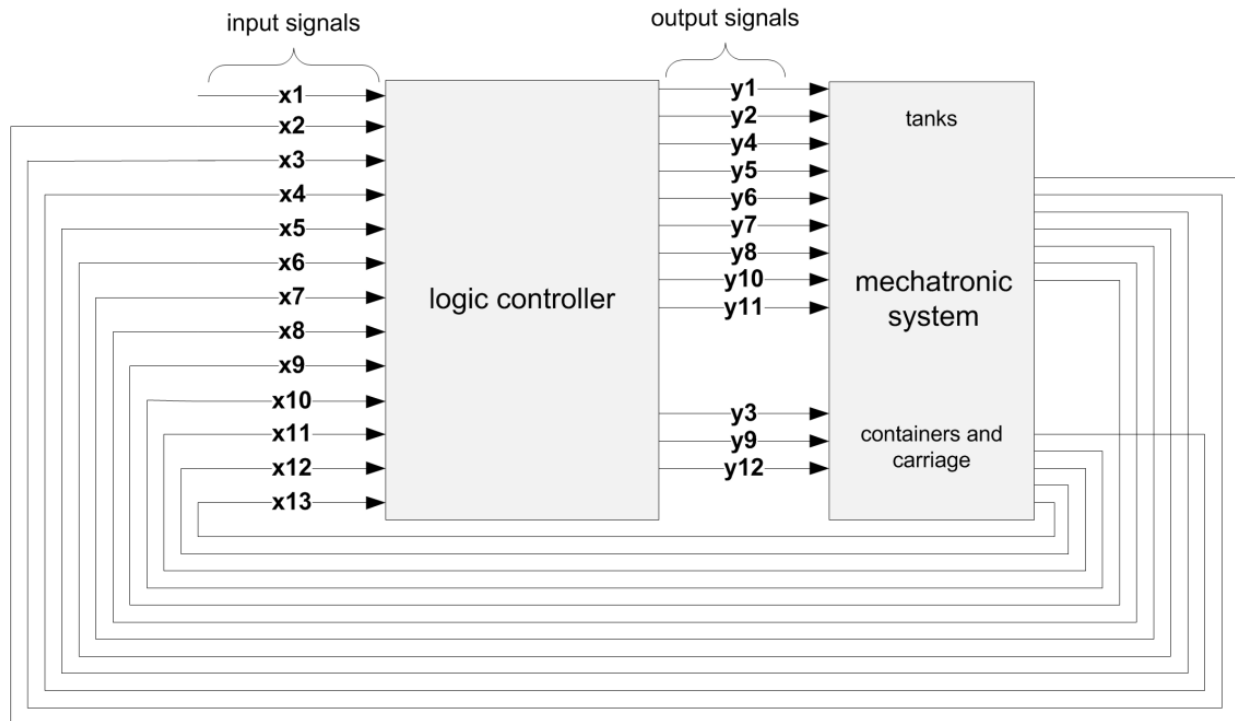 input signals
output signals
x1
x2
x3
x4
x5
x6
x7
x8
x9
x10
x11
x12
x13
logic controller
y1
y2
y4
y5
y6
y7
y8
y10
y11
y3
y9
y12
tanks
mechatronic
system
containers and
carriage